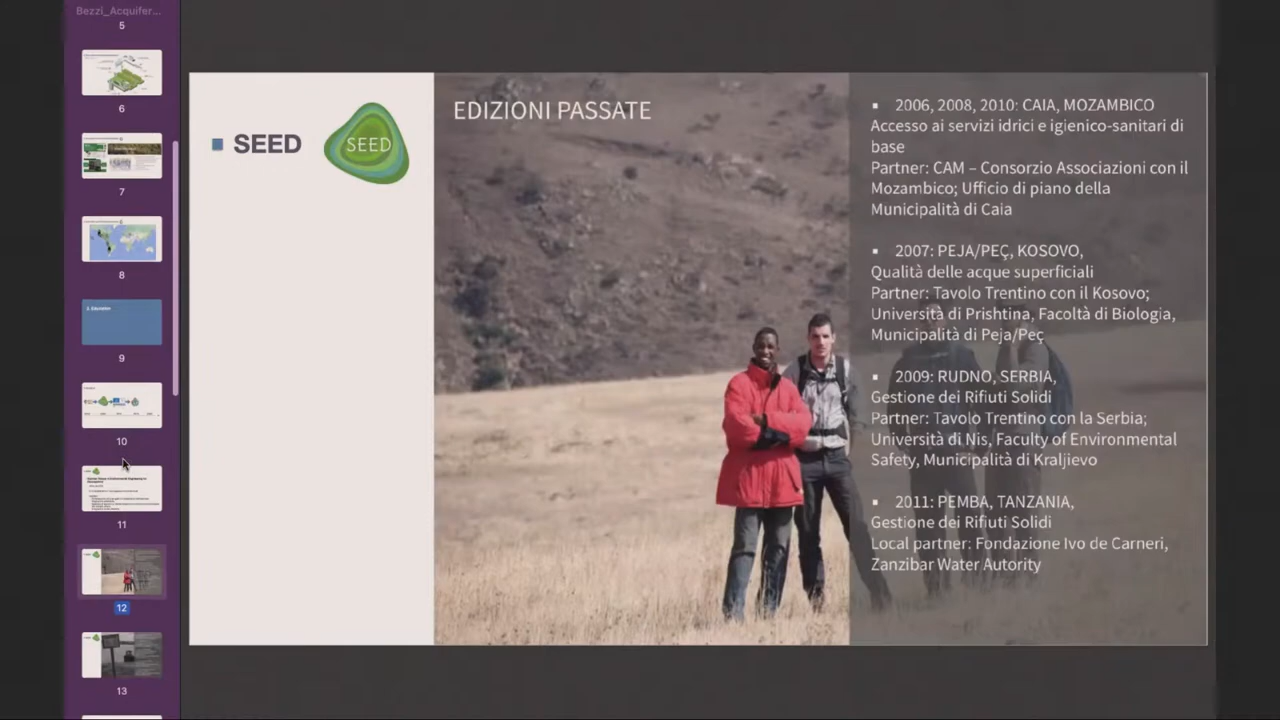 Bezzi_Acquifer...
5
6
7
8
9
10
11
12
13
SEED
SEED
EDIZIONI PASSATE
2006, 2008, 2010: CAIA, MOZAMBICO
Accesso ai servizi idrici e igienico-sanitari di
base
Partner: CAM – Consorzio Associazioni con il
Mozambico; Ufficio di piano della
Municipalità di Caia
2007: PEJA/PEÇ, KOSOVO,
Qualità delle acque superficiali
Partner: Tavolo Trentino con il Kosovo;
Università di Prishtina, Facoltà di Biologia,
Municipalità di Peja/Peç
2009: RUDNO, SERBIA,
Gestione dei Rifiuti Solidi
Partner: Tavolo Trentino con la Serbia;
Università di Nis, Faculty of Environmental
Safety, Municipalità di Kraljievo
2011: PEMBA, TANZANIA,
Gestione dei Rifiuti Solidi
Local partner: Fondazione Ivo de Carneri,
Zanzibar Water Autority